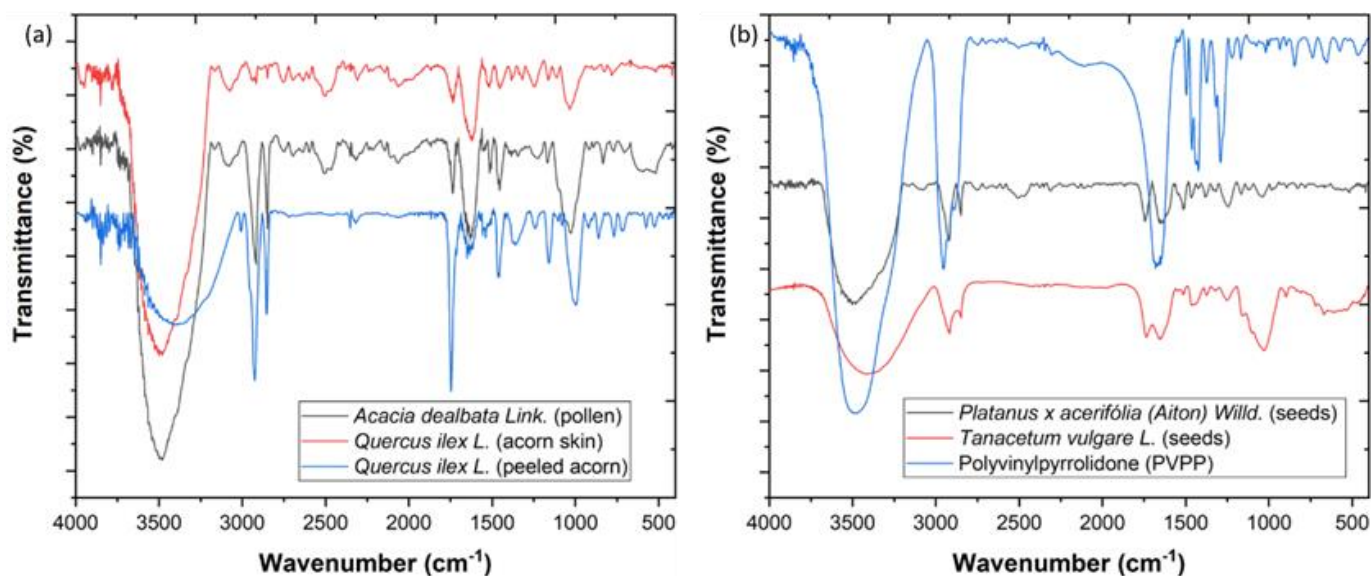 (a)
Transmittance (%)
Acacia dealbata Link. (pollen)
Quercus ilex L. (acorn skin)
Quercus ilex L. (peeled acorn)
4000 3500 3000 2500 2000 1500 1000 500
Wavenumber (cm⁻¹)
(b)
Transmittance (%)
Platanus x acerifólia (Aiton) Willd. (seeds)
Tanacetum vulgare L. (seeds)
Polyvinylpyrrolidone (PVPP)
4000 3500 3000 2500 2000 1500 1000 500
Wavenumber (cm⁻¹)